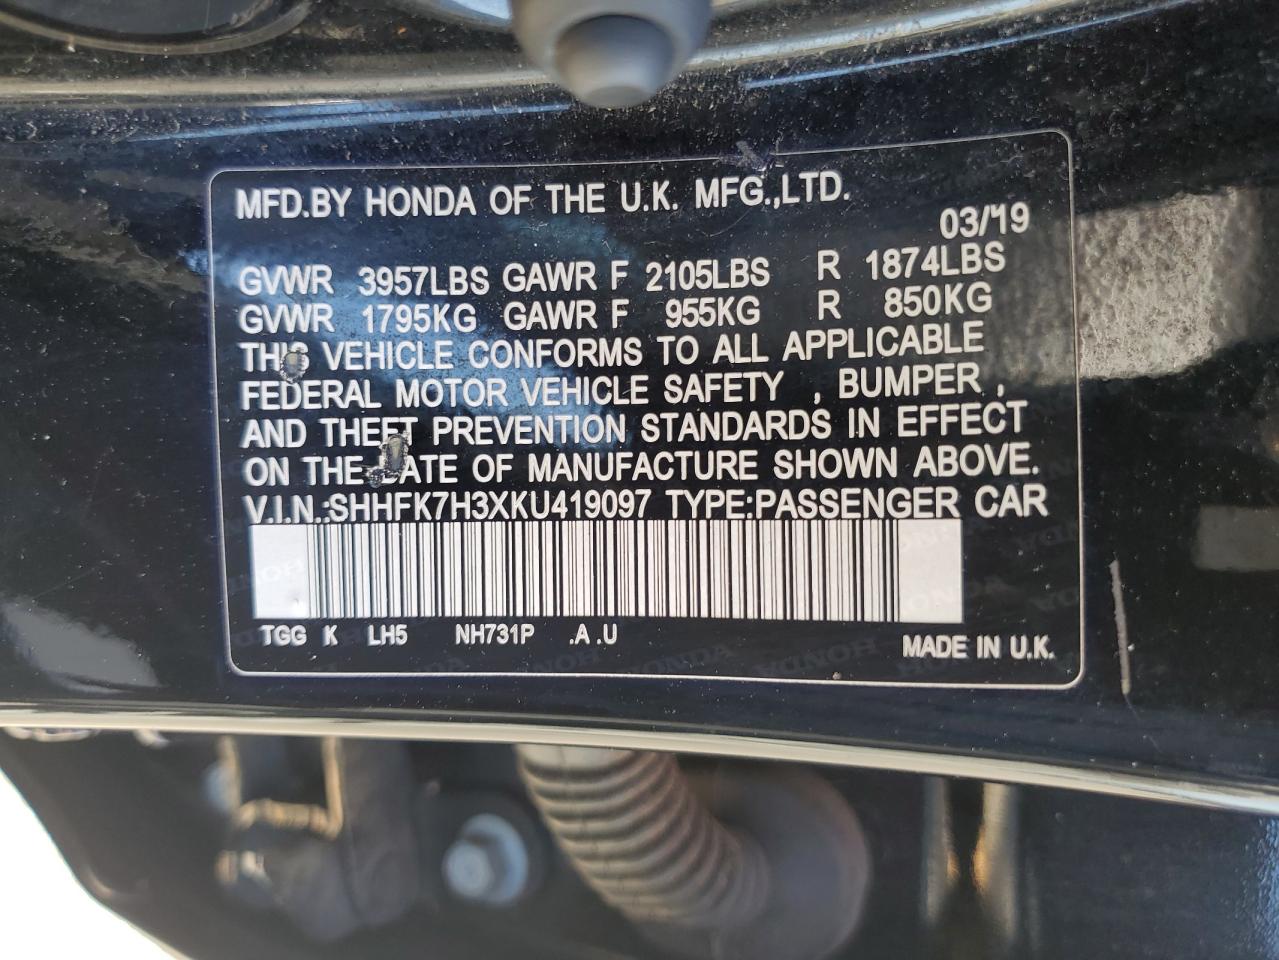 MFD.BY HONDA OF THE U.K. MFG.,LTD.
03/'19
GVWR 3957LBS GAWR F 2105LBS R 1874LBS
GVWR 1795KG GAWR F 955KG R 850KG
THIS VEHICLE CONFORMS TO ALL APPLICABLE
FEDERAL MOTOR VEHICLE SAFETY , BUMPER ,
AND THEFT PREVENTION STANDARDS IN EFFECT
ON THE DATE OF MANUFACTURE SHOWN ABOVE.
V.I.N.:SHHFK7H3XKU419097 TYPE:PASSENGER CAR
TGG K LH5 NH731P .A .U
MADE IN U.K.